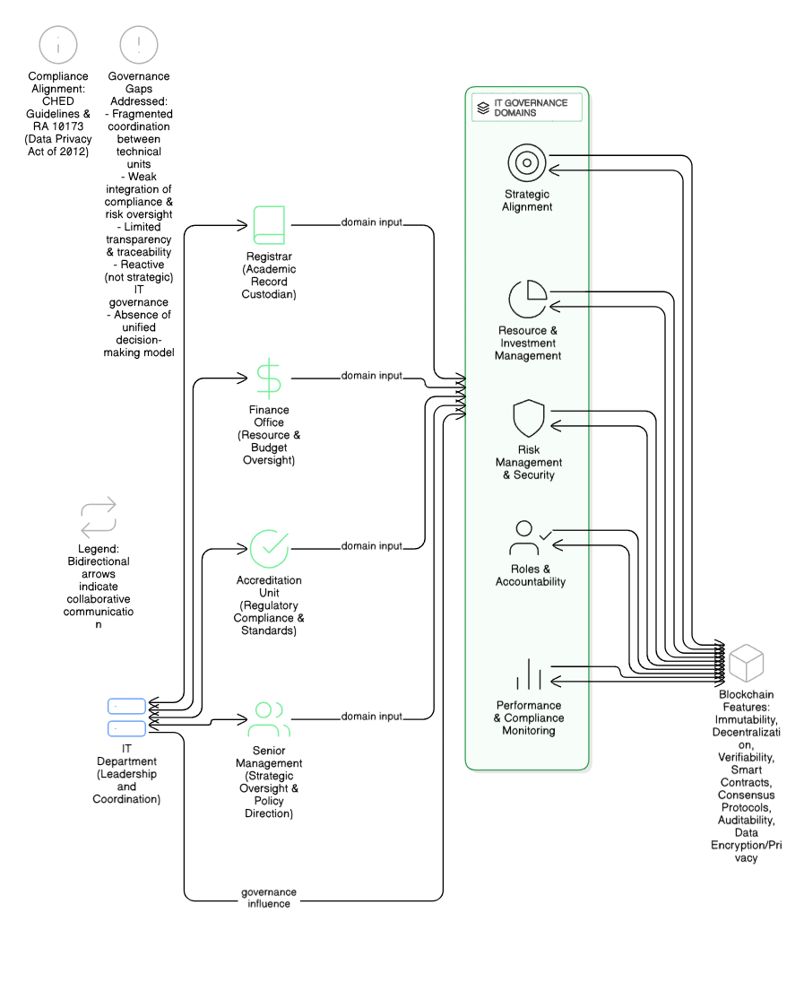 Compliance
Alignment:
CHED
Guidelines &
RA 10173
(Data Privacy
Act of 2012)
Governance
Gaps
Addressed:
- Fragmented
coordination
between
technical
units
- Weak
integration of
compliance &
risk oversight
- Limited
transparency
& traceability
- Reactive
(not strategic)
IT
governance
- Absence of
unified
decision-
making model
Legend:
Bidirectional
arrows
indicate
collaborative
communicatio
n
IT
Department
(Leadership
and
Coordination)
Registrar
(Academic
Record
Custodian)
domain input
Finance
Office
(Resource &
Budget
Oversight)
domain input
Accreditation
Unit
(Regulatory
Compliance &
Standards)
domain input
Senior
Management
(Strategic
Oversight &
Policy
Direction)
domain input
governance
influence
IT GOVERNANCE
DOMAINS
Strategic
Alignment
Resource &
Investment
Management
Risk
Management
& Security
Roles &
Accountability
Performance
& Compliance
Monitoring
Blockchain
Features:
Immutability,
Decentralizati
on,
Verifiability,
Smart
Contracts,
Consensus
Protocols,
Auditability,
Data
Encryption/Pri
vacy